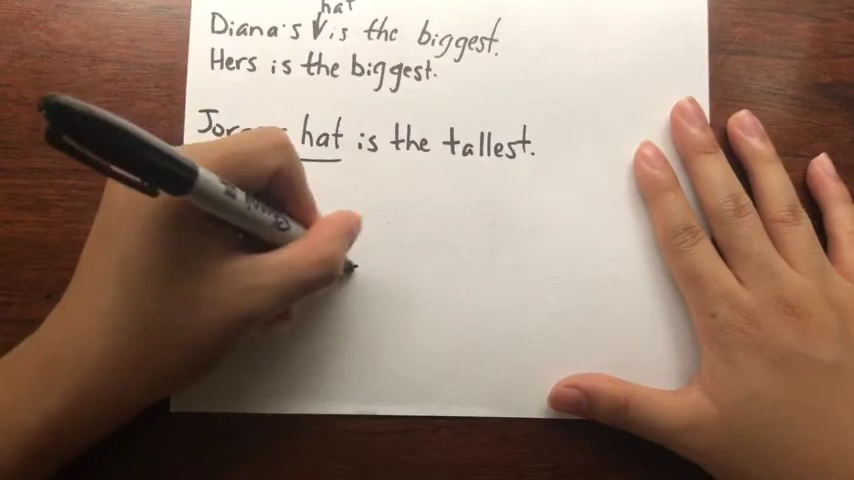 hat
Diana's is the biggest.
Hers is the biggest.
hat is the tallest.